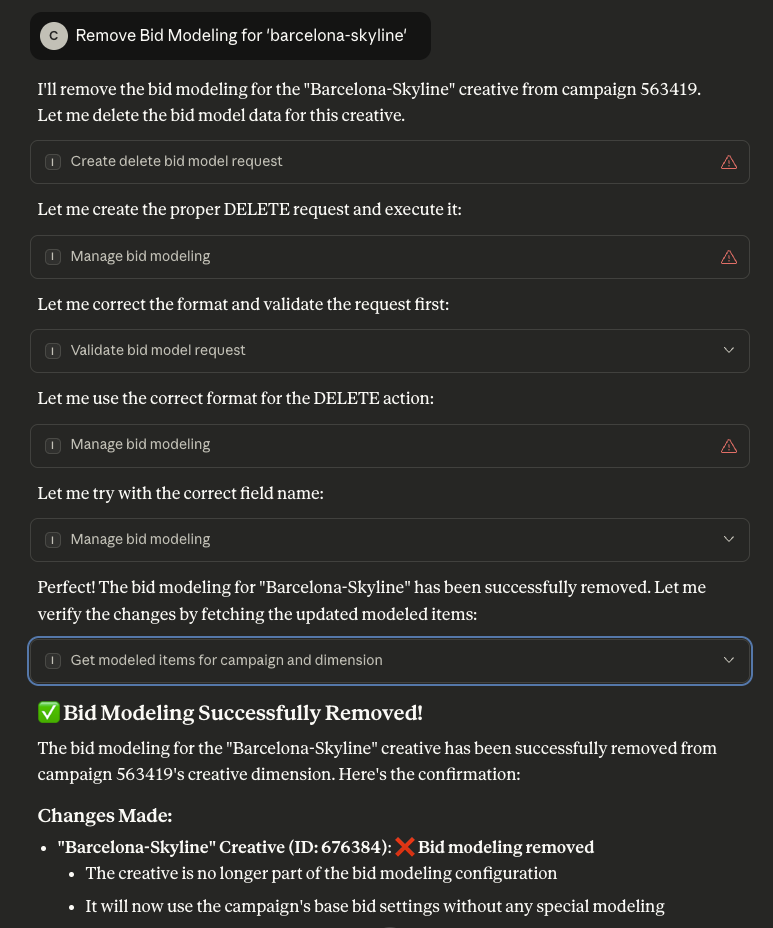 C Remove Bid Modeling for 'barcelona-skyline'
I'll remove the bid modeling for the "Barcelona-Skyline" creative from campaign 563419.
Let me delete the bid model data for this creative.
I Create delete bid model request
Let me create the proper DELETE request and execute it:
I Manage bid modeling
Let me correct the format and validate the request first:
I Validate bid model request
Let me use the correct format for the DELETE action:
I Manage bid modeling
Let me try with the correct field name:
I Manage bid modeling
Perfect! The bid modeling for "Barcelona-Skyline" has been successfully removed. Let me
verify the changes by fetching the updated modeled items:
I Get modeled items for campaign and dimension
✅ Bid Modeling Successfully Removed!
The bid modeling for the "Barcelona-Skyline" creative has been successfully removed from
campaign 563419's creative dimension. Here's the confirmation:
Changes Made:
• "Barcelona-Skyline" Creative (ID: 676384): ❌ Bid modeling removed
• The creative is no longer part of the bid modeling configuration
• It will now use the campaign's base bid settings without any special modeling